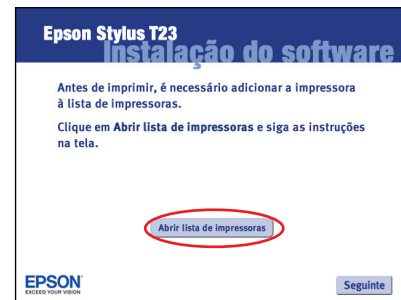 Epson Stylus T23
Instalação do software
Antes de imprimir, é necessário adicionar a impressora
à lista de impressoras.
Clique em Abrir lista de impressoras e siga as instruções
na tela.
Abrir lista de impressoras
EPSON
EXCEED YOUR VISION
Seguinte